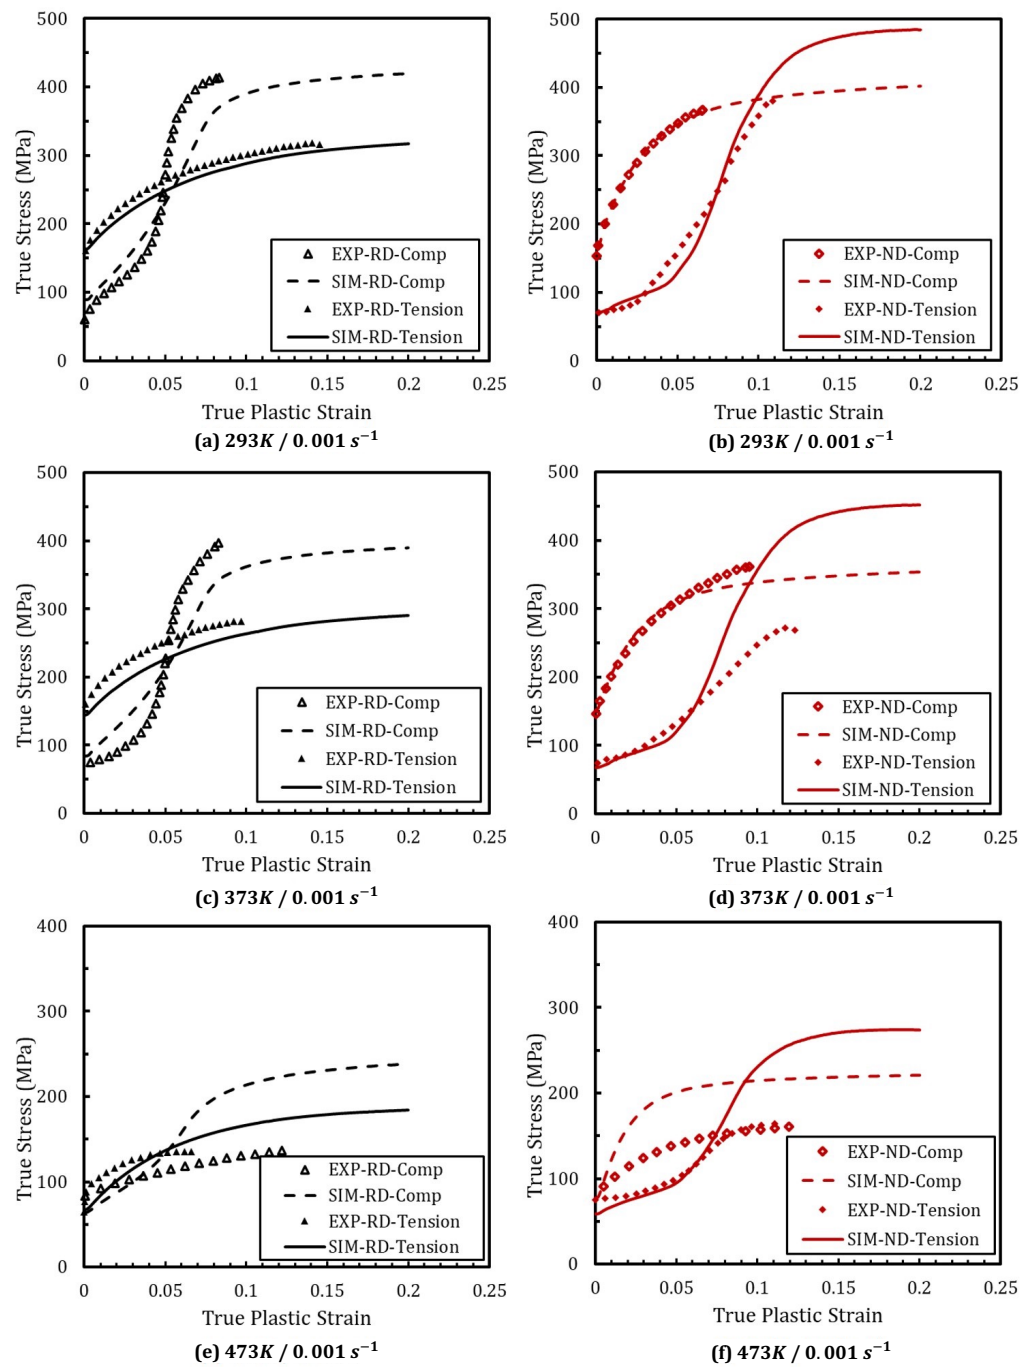 500
400
300
200
100
0
True Stress (MPa)
EXP-RD-Comp
SIM-RD-Comp
EXP-RD-Tension
SIM-RD-Tension
0 0.05 0.1 0.15 0.2 0.25
True Plastic Strain
(a) 293K / 0.001 s⁻¹
500
400
300
200
100
0
True Stress (MPa)
EXP-ND-Comp
SIM-ND-Comp
EXP-ND-Tension
SIM-ND-Tension
0 0.05 0.1 0.15 0.2 0.25
True Plastic Strain
(b) 293K / 0.001 s⁻¹
500
400
300
200
100
0
True Stress (MPa)
EXP-RD-Comp
SIM-RD-Comp
EXP-RD-Tension
SIM-RD-Tension
0 0.05 0.1 0.15 0.2 0.25
True Plastic Strain
(c) 373K / 0.001 s⁻¹
500
400
300
200
100
0
True Stress (MPa)
EXP-ND-Comp
SIM-ND-Comp
EXP-ND-Tension
SIM-ND-Tension
0 0.05 0.1 0.15 0.2 0.25
True Plastic Strain
(d) 373K / 0.001 s⁻¹
400
300
200
100
0
True Stress (MPa)
EXP-RD-Comp
SIM-RD-Comp
EXP-RD-Tension
SIM-RD-Tension
0 0.05 0.1 0.15 0.2 0.25
True Plastic Strain
(e) 473K / 0.001 s⁻¹
400
300
200
100
0
True Stress (MPa)
EXP-ND-Comp
SIM-ND-Comp
EXP-ND-Tension
SIM-ND-Tension
0 0.05 0.1 0.15 0.2 0.25
True Plastic Strain
(f) 473K / 0.001 s⁻¹